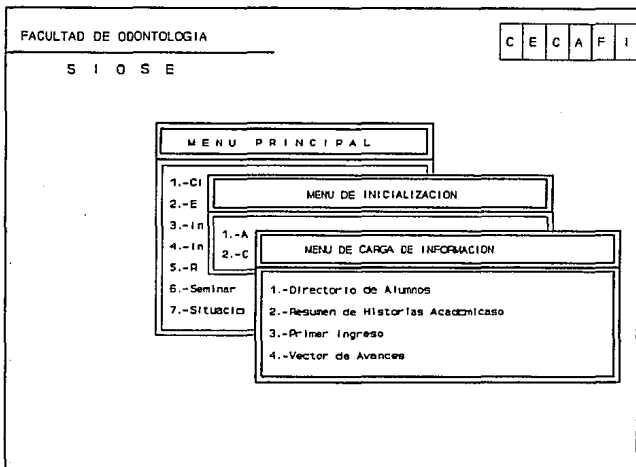 FACULTAD DE ODONTOLOGIA
C E C A F I
S I O S E
MENU PRINCIPAL
1.-Cl
2.-E
3.-In
4.-In
5.-R
6.-Seminar
7.-Situacio
MENU DE INICIALIZACION
1.-A
2.-C
MENU DE CARGA DE INFORMACION
1.-Directorio de Alumnos
2.-Resumen de Historias Academicaso
3.-Primer Ingreso
4.-Vector de Avances